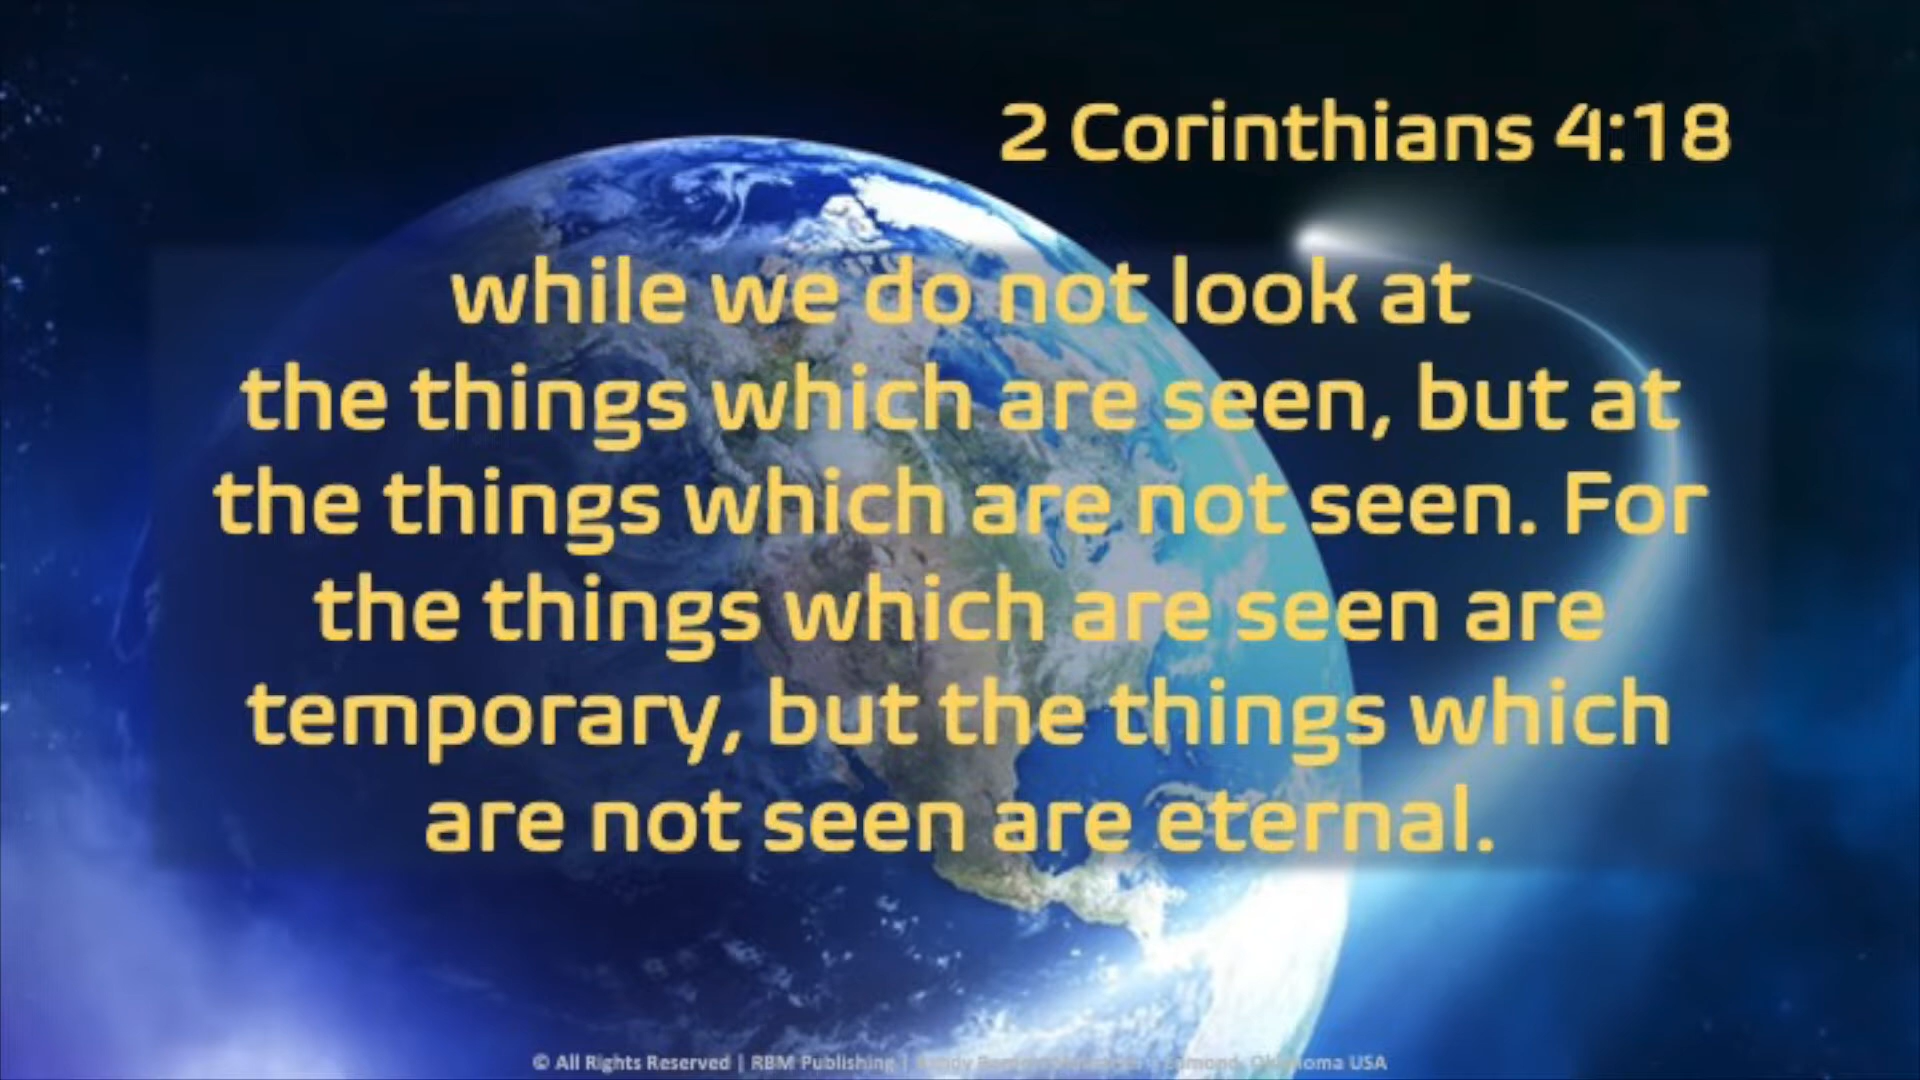 2 Corinthians 4:18
while we do not look at
the things which are seen, but at
the things which are not seen. For
the things which are seen are
temporary, but the things which
are not seen are eternal.
© All Rights Reserved | RBM Publishing | Oklahoma USA